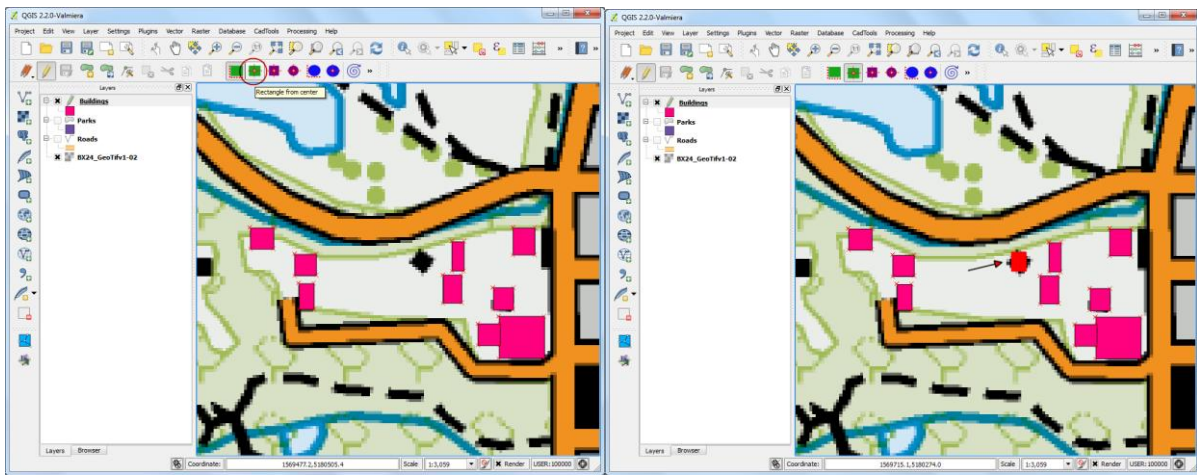 QGIS 2.2.0-Valmiera
Project Edit View Layer Settings Plugins Vector Raster Database CadTools Processing Help
Rectangle from center
Layers
Buildings
Parks
Roads
BX24_GeoTifv1-02
Layers Browser
Coordinate: 1569477.2,5180505.4 Scale 1:3,059 Render USER:100000
QGIS 2.2.0-Valmiera
Project Edit View Layer Settings Plugins Vector Raster Database CadTools Processing Help
Layers
Buildings
Parks
Roads
BX24_GeoTifv1-02
Layers Browser
Coordinate: 1569715.1,5180274.0 Scale 1:3,059 Render USER:100000